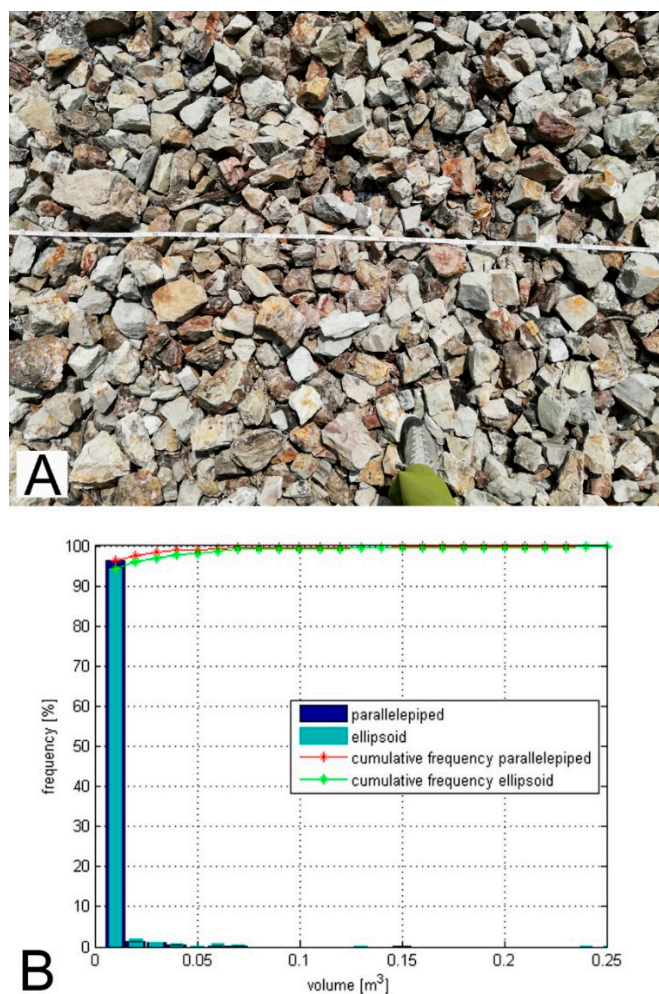 A
100
90
80
70
60
50
40
30
20
10
0
frequency [%]
parallelepiped
ellipsoid
cumulative frequency parallelepiped
cumulative frequency ellipsoid
0 0.05 0.1 0.15 0.2 0.25
volume [m³]
B